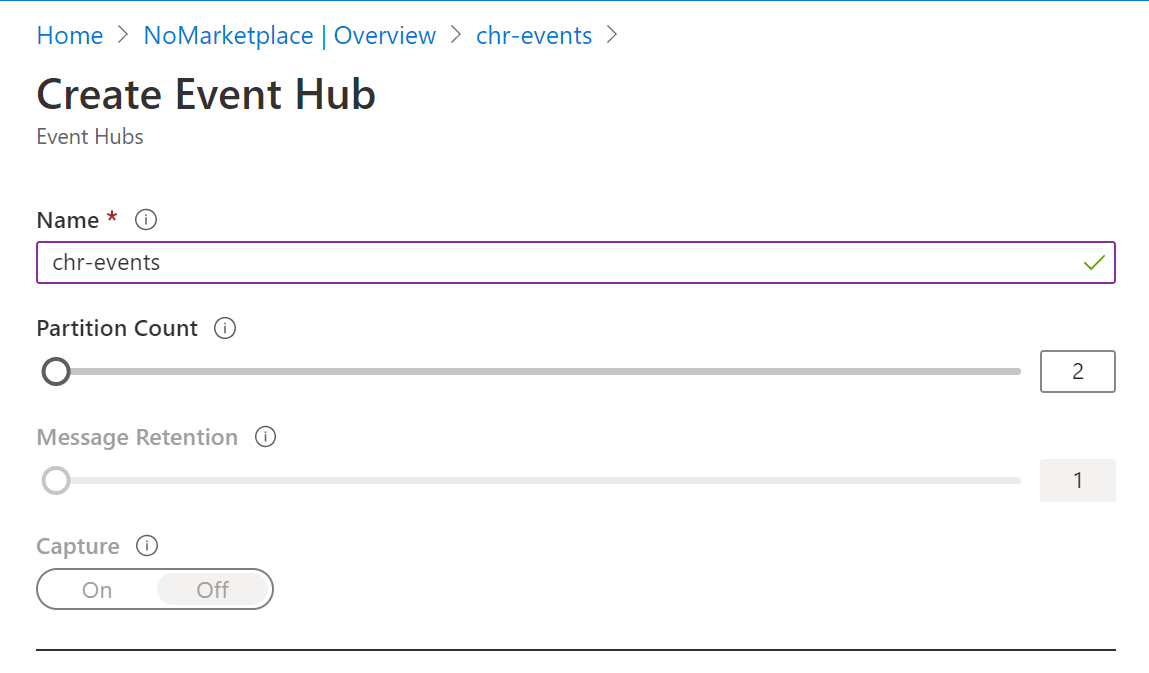 Home > NoMarketplace | Overview > chr-events >
Create Event Hub
Event Hubs
Name *
chr-events
Partition Count
2
Message Retention
1
Capture
On Off